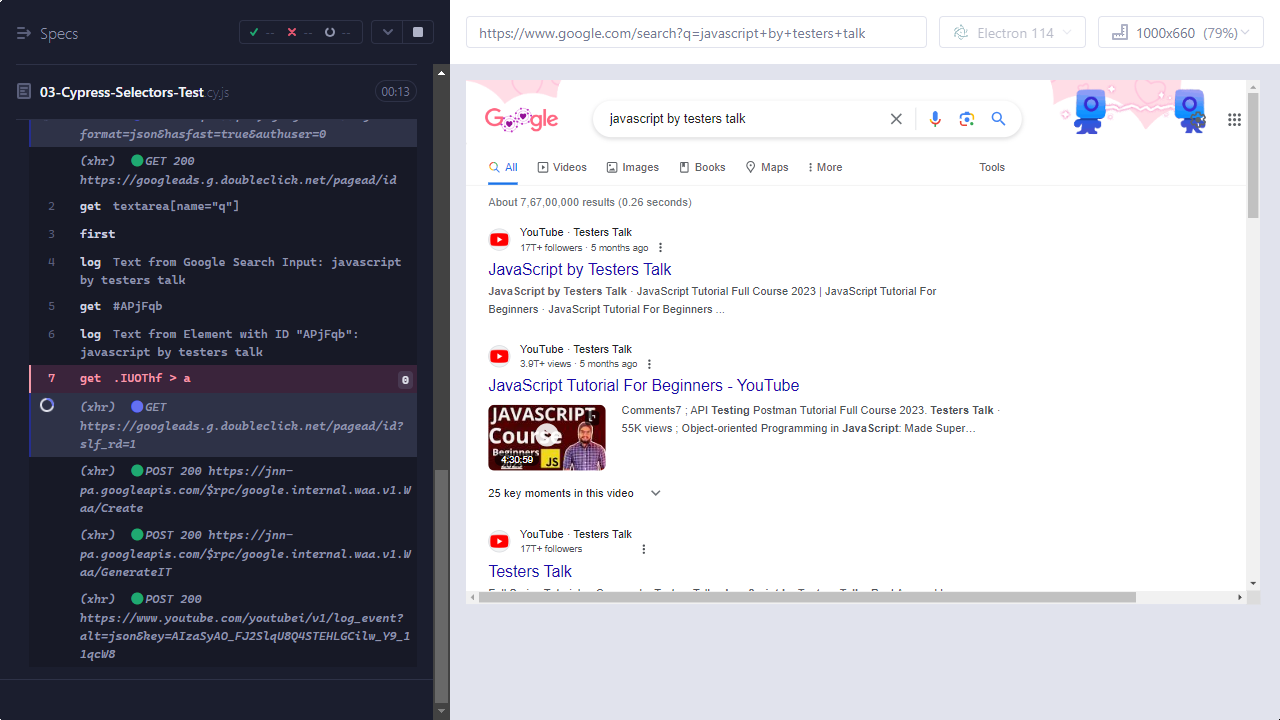 Specs
-- -- --
https://www.google.com/search?q=javascript+by+testers+talk
Electron 114
1000x660 (79%)
03-Cypress-Selectors-Test.cy.js
00:13
format=json&hasfast=true&authuser=0
(xhr) GET 200
https://googleads.g.doubleclick.net/pagead/id
2 get textarea[name="q"]
3 first
4 log Text from Google Search Input: javascript
by testers talk
5 get #APjFqb
6 log Text from Element with ID "APjFqb":
javascript by testers talk
7 get .IUOThf > a 0
(xhr) GET
https://googleads.g.doubleclick.net/pagead/id?
slf_rd=1
(xhr) POST 200 https://jnn-
pa.googleapis.com/$rpc/google.internal.waa.v1.W
aa/Create
(xhr) POST 200 https://jnn-
pa.googleapis.com/$rpc/google.internal.waa.v1.W
aa/GenerateIT
(xhr) POST 200
https://www.youtube.com/youtubei/v1/log_event?
alt=json&key=AIzaSyAO_FJ2SlqU8Q4STEHLGCilw_Y9_1
1qcW8
Google
javascript by testers talk
All Videos Images Books Maps More Tools
About 7,67,00,000 results (0.26 seconds)
YouTube · Testers Talk
17T+ followers · 5 months ago
JavaScript by Testers Talk
JavaScript by Testers Talk · JavaScript Tutorial Full Course 2023 | JavaScript Tutorial For
Beginners · JavaScript Tutorial For Beginners ...
YouTube · Testers Talk
3.9T+ views · 5 months ago
JavaScript Tutorial For Beginners - YouTube
JAVASCRIPT
Course
Beginners
JS
4:30:59
Comments7 ; API Testing Postman Tutorial Full Course 2023. Testers Talk ·
55K views ; Object-oriented Programming in JavaScript: Made Super…
25 key moments in this video
YouTube · Testers Talk
17T+ followers
Testers Talk